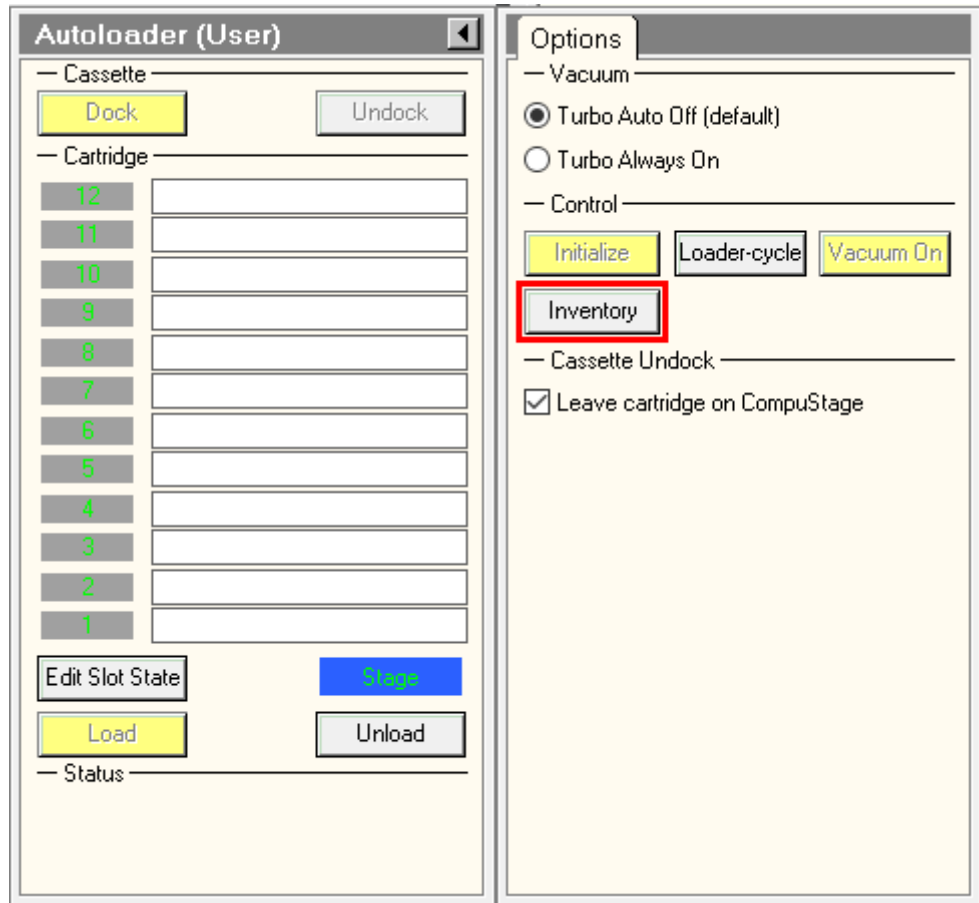 Autoloader (User)
Cassette
Dock
Undock
Cartridge
12
11
10
9
8
7
6
5
4
3
2
1
Edit Slot State
Stage
Load
Unload
Status
Options
Vacuum
Turbo Auto Off (default)
Turbo Always On
Control
Initialize
Loader-cycle
Vacuum On
Inventory
Cassette Undock
Leave cartridge on CompuStage